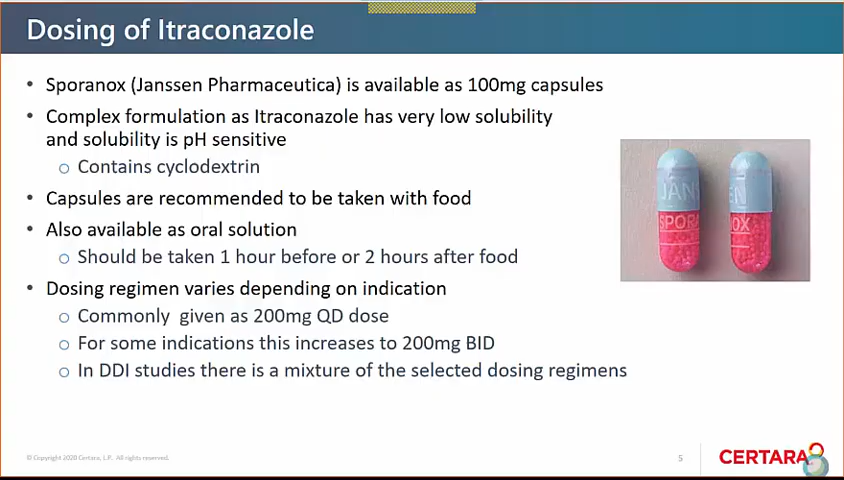 Dosing of Itraconazole
• Sporanox (Janssen Pharmaceutica) is available as 100mg capsules
• Complex formulation as Itraconazole has very low solubility
and solubility is pH sensitive
○ Contains cyclodextrin
• Capsules are recommended to be taken with food
• Also available as oral solution
○ Should be taken 1 hour before or 2 hours after food
• Dosing regimen varies depending on indication
○ Commonly given as 200mg QD dose
○ For some indications this increases to 200mg BID
○ In DDI studies there is a mixture of the selected dosing regimens
JANS
SPORA
EN
OX
© Copyright 2020 Certara, L.P. All rights reserved.
5
CERTARA